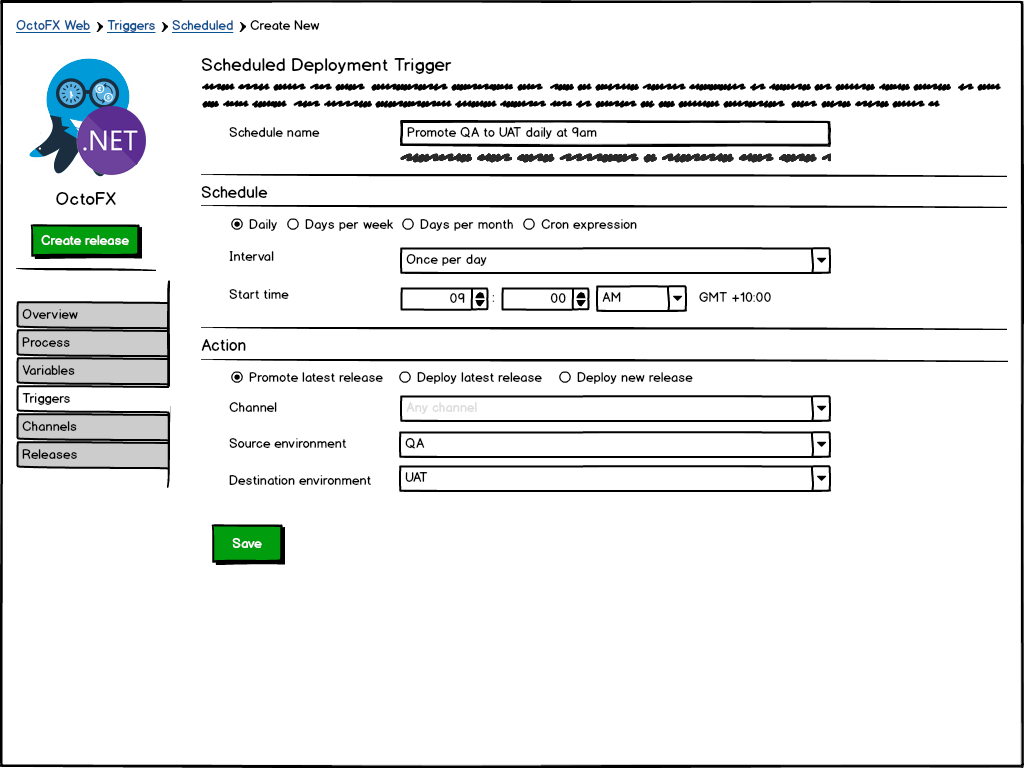 OctoFX Web > Triggers > Scheduled > Create New
.NET
OctoFX
Create release
Overview
Process
Variables
Triggers
Channels
Releases
Scheduled Deployment Trigger
Schedule name Promote QA to UAT daily at 9am
Schedule
Daily Days per week Days per month Cron expression
Interval Once per day
Start time 09 : 00 AM GMT +10:00
Action
Promote latest release Deploy latest release Deploy new release
Channel Any channel
Source environment QA
Destination environment UAT
Save